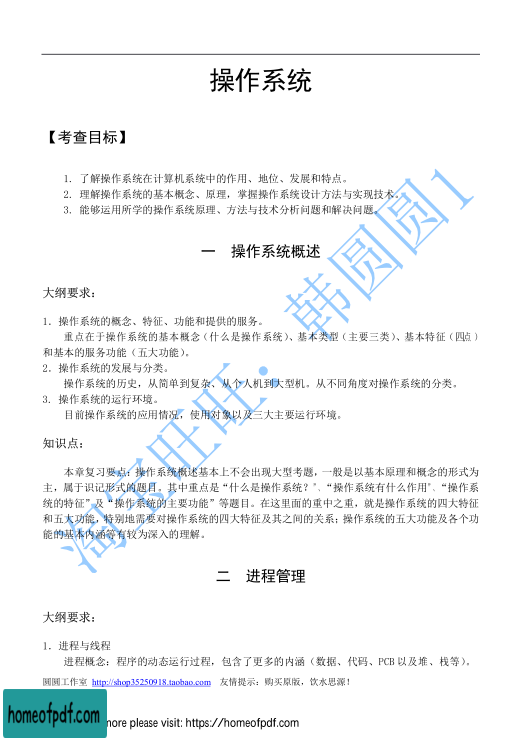 操作系统
【考查目标】
1. 了解操作系统在计算机系统中的作用、地位、发展和特点。
2. 理解操作系统的基本概念、原理，掌握操作系统设计方法与实现技术。
3. 能够运用所学的操作系统原理、方法与技术分析问题和解决问题。
一 操作系统概述
大纲要求：
1．操作系统的概念、特征、功能和提供的服务。
重点在于操作系统的基本概念（什么是操作系统）、基本类型（主要三类）、基本特征（四点）
和基本的服务功能（五大功能）。
2．操作系统的发展与分类。
操作系统的历史，从简单到复杂、从个人机到大型机。从不同角度对操作系统的分类。
3．操作系统的运行环境。
目前操作系统的应用情况，使用对象以及三大主要运行环境。
知识点：
本章复习要点：操作系统概述基本上不会出现大型考题，一般是以基本原理和概念的形式为
主，属于识记形式的题目。其中重点是“什么是操作系统？”、“操作系统有什么作用”、“操作系
统的特征”及“操作系统的主要功能”等题目。在这里面的重中之重，就是操作系统的四大特征
和五大功能，特别地需要对操作系统的四大特征及其之间的关系；操作系统的五大功能及各个功
能的基本内涵等有较为深入的理解。
二 进程管理
大纲要求：
1．进程与线程
进程概念：程序的动态运行过程，包含了更多的内涵（数据、代码、PCB 以及堆、栈等）。
圆圆工作室 http://shop35250918.taobao.com 友情提示：购买原版，饮水思源！
淘宝旺旺：韩圆圆1
homeofpdf.com
more please visit: https://homeofpdf.com